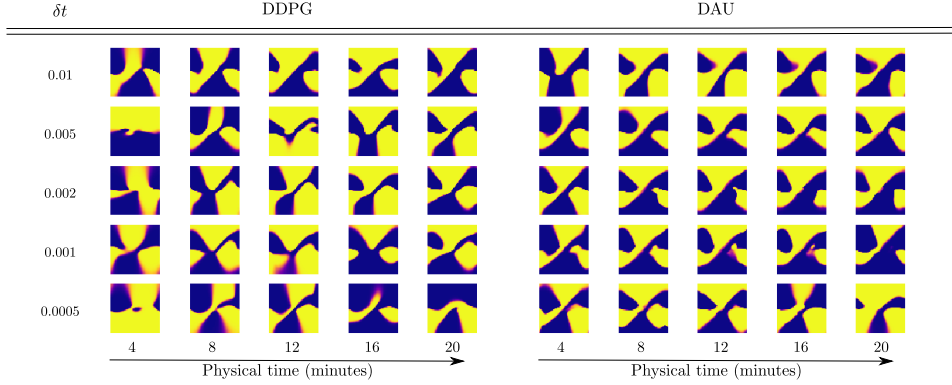 δt DDPG DAU
0.01
0.005
0.002
0.001
0.0005
4 8 12 16 20 4 8 12 16 20
Physical time (minutes) Physical time (minutes)